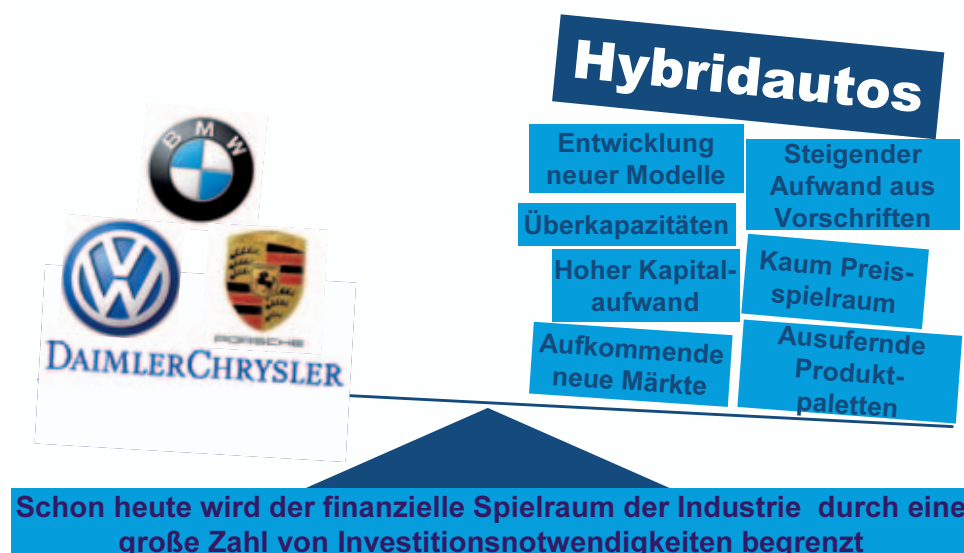 Hybridautos
BMW
PORSCHE
DAIMLERCHRYSLER
Entwicklung
neuer Modelle
Steigender
Aufwand aus
Vorschriften
Überkapazitäten
Hoher Kapital-
aufwand
Kaum Preis-
spielraum
Aufkommende
neue Märkte
Ausufernde
Produkt-
paletten
Schon heute wird der finanzielle Spielraum der Industrie durch eine
große Zahl von Investitionsnotwendigkeiten begrenzt